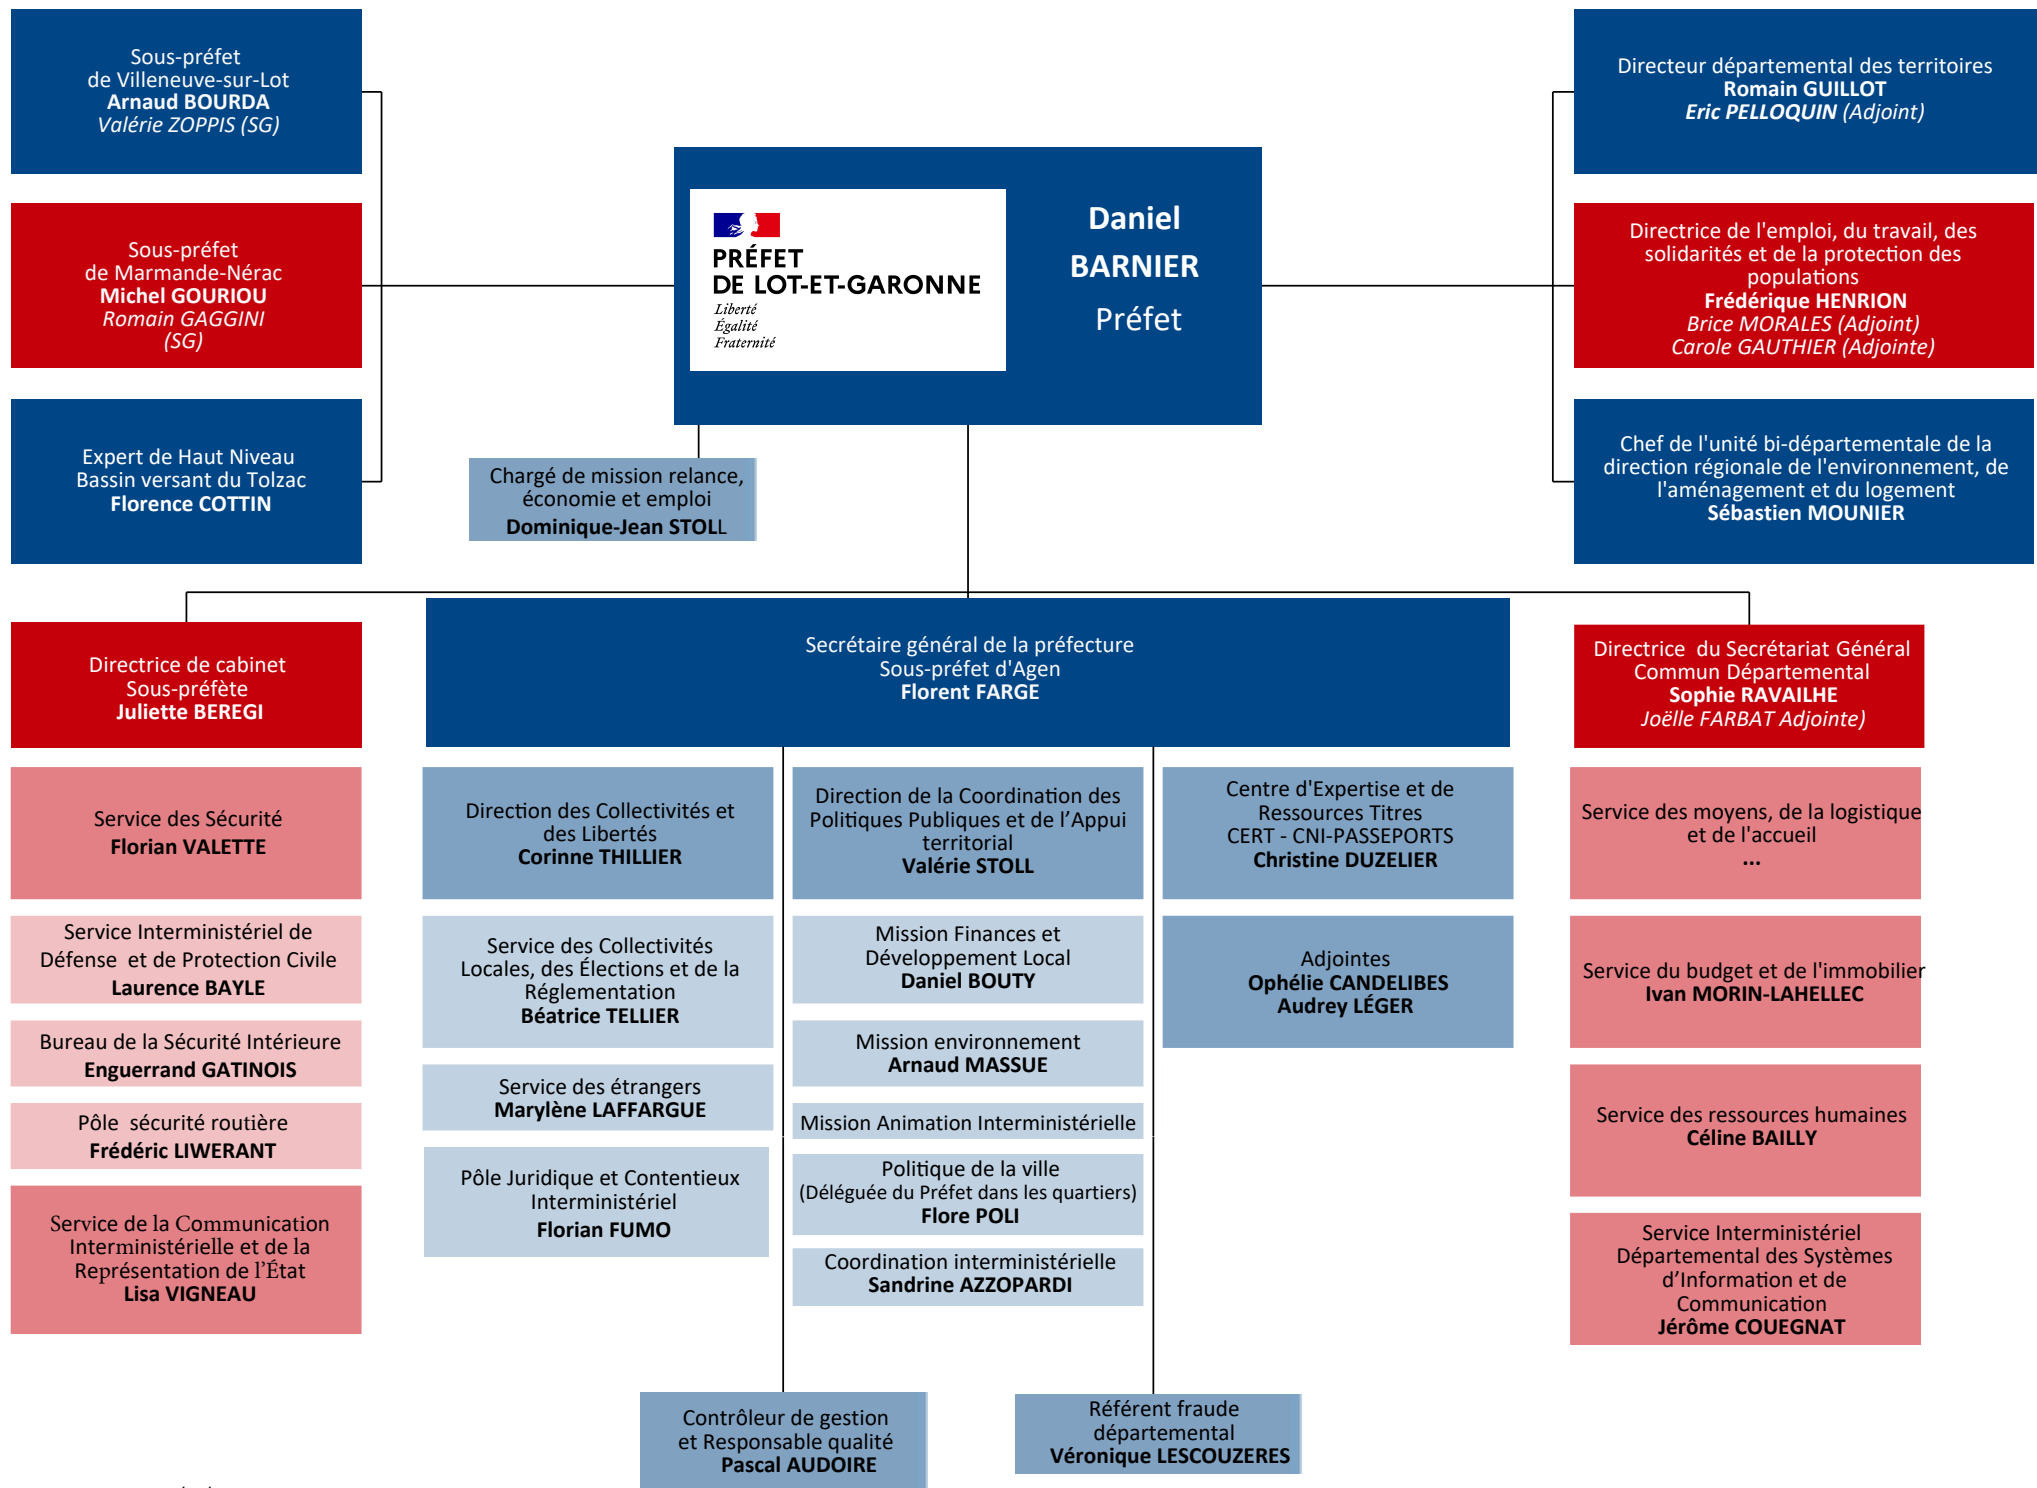 Sous-préfet
de Villeneuve-sur-Lot
Arnaud BOURDA
Valérie ZOPPIS (SG)
Sous-préfet
de Marmande-Nérac
Michel GOURIOU
Romain GAGGINI
(SG)
Expert de Haut Niveau
Bassin versant du Tolzac
Florence COTTIN
PRÉFET
DE LOT-ET-GARONNE
Liberté
Égalité
Fraternité
Daniel
BARNIER
Préfet
Chargé de mission relance,
économie et emploi
Dominique-Jean STOLL
Directeur départemental des territoires
Romain GUILLOT
Eric PELLOQUIN (Adjoint)
Directrice de l'emploi, du travail, des
solidarités et de la protection des
populations
Frédérique HENRION
Brice MORALES (Adjoint)
Carole GAUTHIER (Adjointe)
Chef de l'unité bi-départementale de la
direction régionale de l'environnement, de
l'aménagement et du logement
Sébastien MOUNIER
Directrice de cabinet
Sous-préfète
Juliette BEREGI
Service des Sécurité
Florian VALETTE
Service Interministériel de
Défense et de Protection Civile
Laurence BAYLE
Bureau de la Sécurité Intérieure
Enguerrand GATINOIS
Pôle sécurité routière
Frédéric LIWERANT
Service de la Communication
Interministérielle et de la
Représentation de l'État
Lisa VIGNEAU
Secrétaire général de la préfecture
Sous-préfet d'Agen
Florent FARGE
Direction des Collectivités et
des Libertés
Corinne THILLIER
Service des Collectivités
Locales, des Élections et de la
Réglementation
Béatrice TELLIER
Service des étrangers
Marylène LAFFARGUE
Pôle Juridique et Contentieux
Interministériel
Florian FUMO
Direction de la Coordination des
Politiques Publiques et de l’Appui
territorial
Valérie STOLL
Mission Finances et
Développement Local
Daniel BOUTY
Mission environnement
Arnaud MASSUE
Mission Animation Interministérielle
Politique de la ville
(Déléguée du Préfet dans les quartiers)
Flore POLI
Coordination interministérielle
Sandrine AZZOPARDI
Centre d'Expertise et de
Ressources Titres
CERT - CNI-PASSEPORTS
Christine DUZELIER
Adjointes
Ophélie CANDELIBES
Audrey LÉGER
Directrice du Secrétariat Général
Commun Départemental
Sophie RAVAILHE
Joëlle FARBAT Adjointe)
Service des moyens, de la logistique
et de l'accueil
...
Service du budget et de l'immobilier
Ivan MORIN-LAHELLEC
Service des ressources humaines
Céline BAILLY
Service Interministériel
Départemental des Systèmes
d’Information et de
Communication
Jérôme COUEGNAT
Contrôleur de gestion
et Responsable qualité
Pascal AUDOIRE
Référent fraude
départemental
Véronique LESCOUZERES